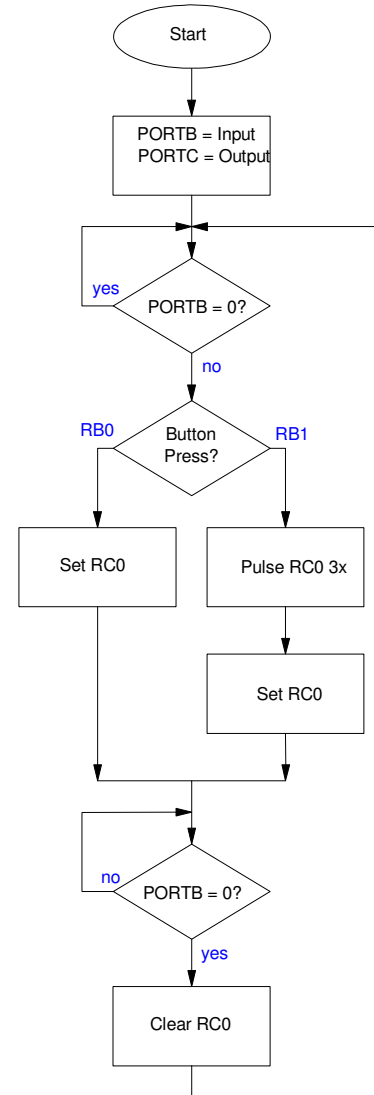 Start
PORTB = Input
PORTC = Output
yes
PORTB = 0?
no
RB0
Button
Press?
RB1
Set RC0
Pulse RC0 3x
Set RC0
no
PORTB = 0?
yes
Clear RC0